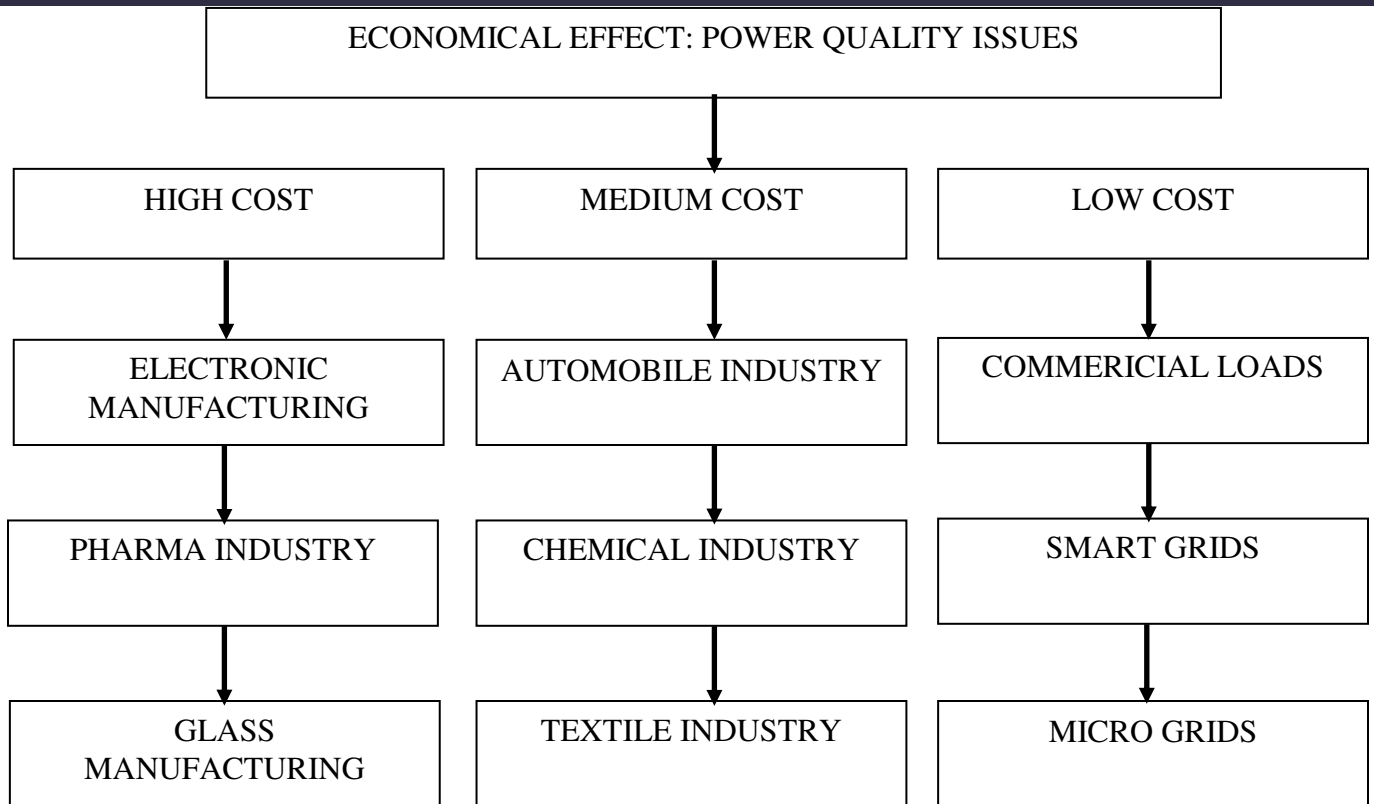 ECONOMICAL EFFECT: POWER QUALITY ISSUES
HIGH COST
MEDIUM COST
LOW COST
ELECTRONIC
MANUFACTURING
AUTOMOBILE INDUSTRY
COMMERICIAL LOADS
PHARMA INDUSTRY
CHEMICAL INDUSTRY
SMART GRIDS
GLASS
MANUFACTURING
TEXTILE INDUSTRY
MICRO GRIDS